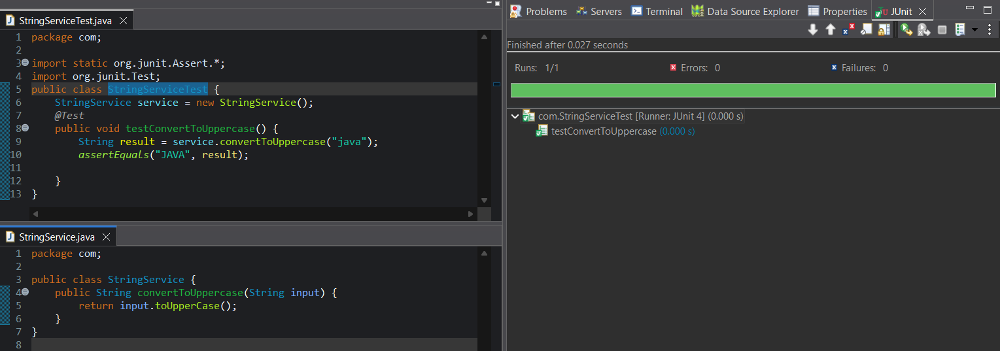 StringServiceTest.java
1 package com;
2
3 import static org.junit.Assert.*;
4 import org.junit.Test;
5 public class StringServiceTest {
6     StringService service = new StringService();
7     @Test
8     public void testConvertToUppercase() {
9         String result = service.convertToUppercase("java");
10         assertEquals("JAVA", result);
11
12     }
13 }
StringService.java
1 package com;
2
3 public class StringService {
4     public String convertToUppercase(String input) {
5         return input.toUpperCase();
6     }
7 }
8
Problems Servers Terminal Data Source Explorer Properties JUnit
Finished after 0.027 seconds
Runs: 1/1 Errors: 0 Failures: 0
com.StringServiceTest [Runner: JUnit 4] (0.000 s)
testConvertToUppercase (0.000 s)